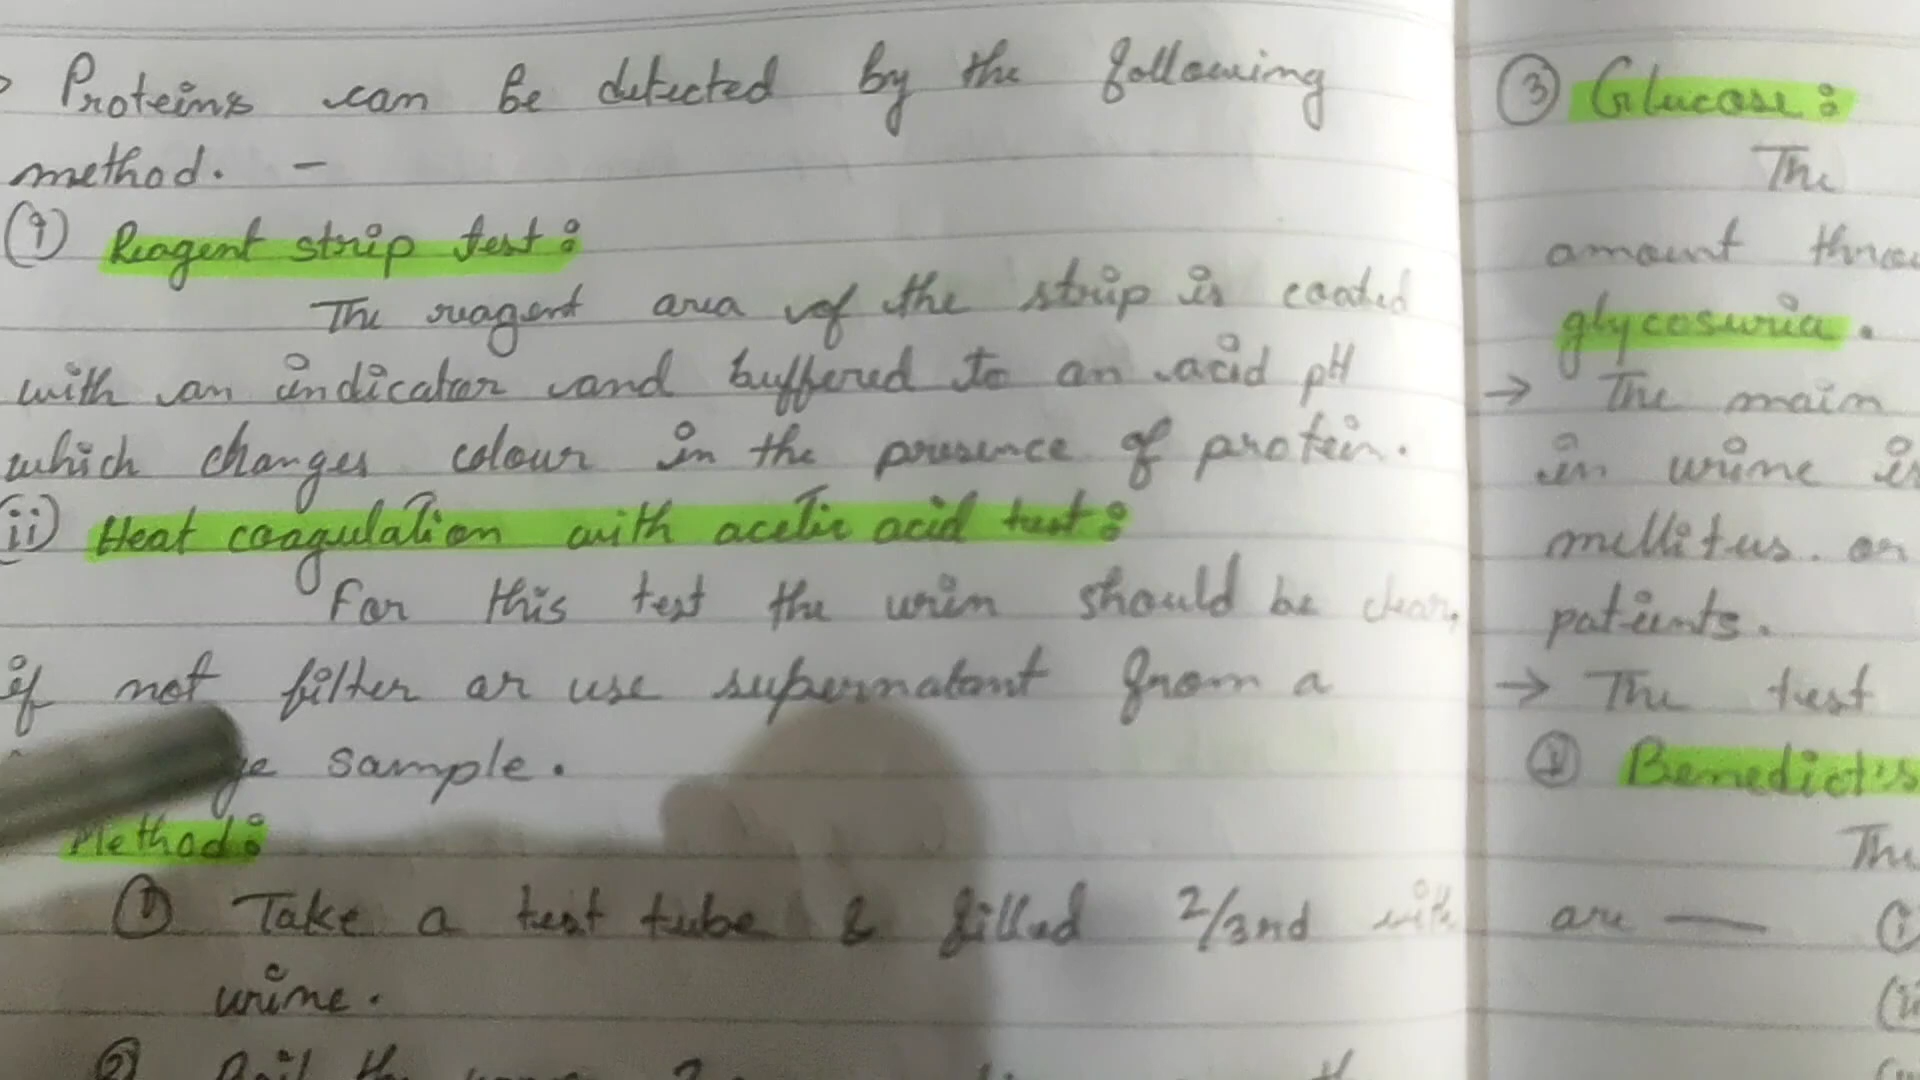 Proteins can be detected by the following
method. –
(i) Reagent strip test:
The reagent area of the strip is coated
with an indicator and buffered to an acid pH
which changes colour in the presence of protein.
(ii) Heat coagulation with acetic acid test:
For this test the urin should be clear,
if not filter or use supernatant from a
sample.
Method:
① Take a test tube & filled 2/3nd with
urine.
②
③ Glucose:
The
amount
glycosuria.
→ The main
in urine is
mellitus or
patients.
→ The test
① Benedict's
The
are — (i
(ii